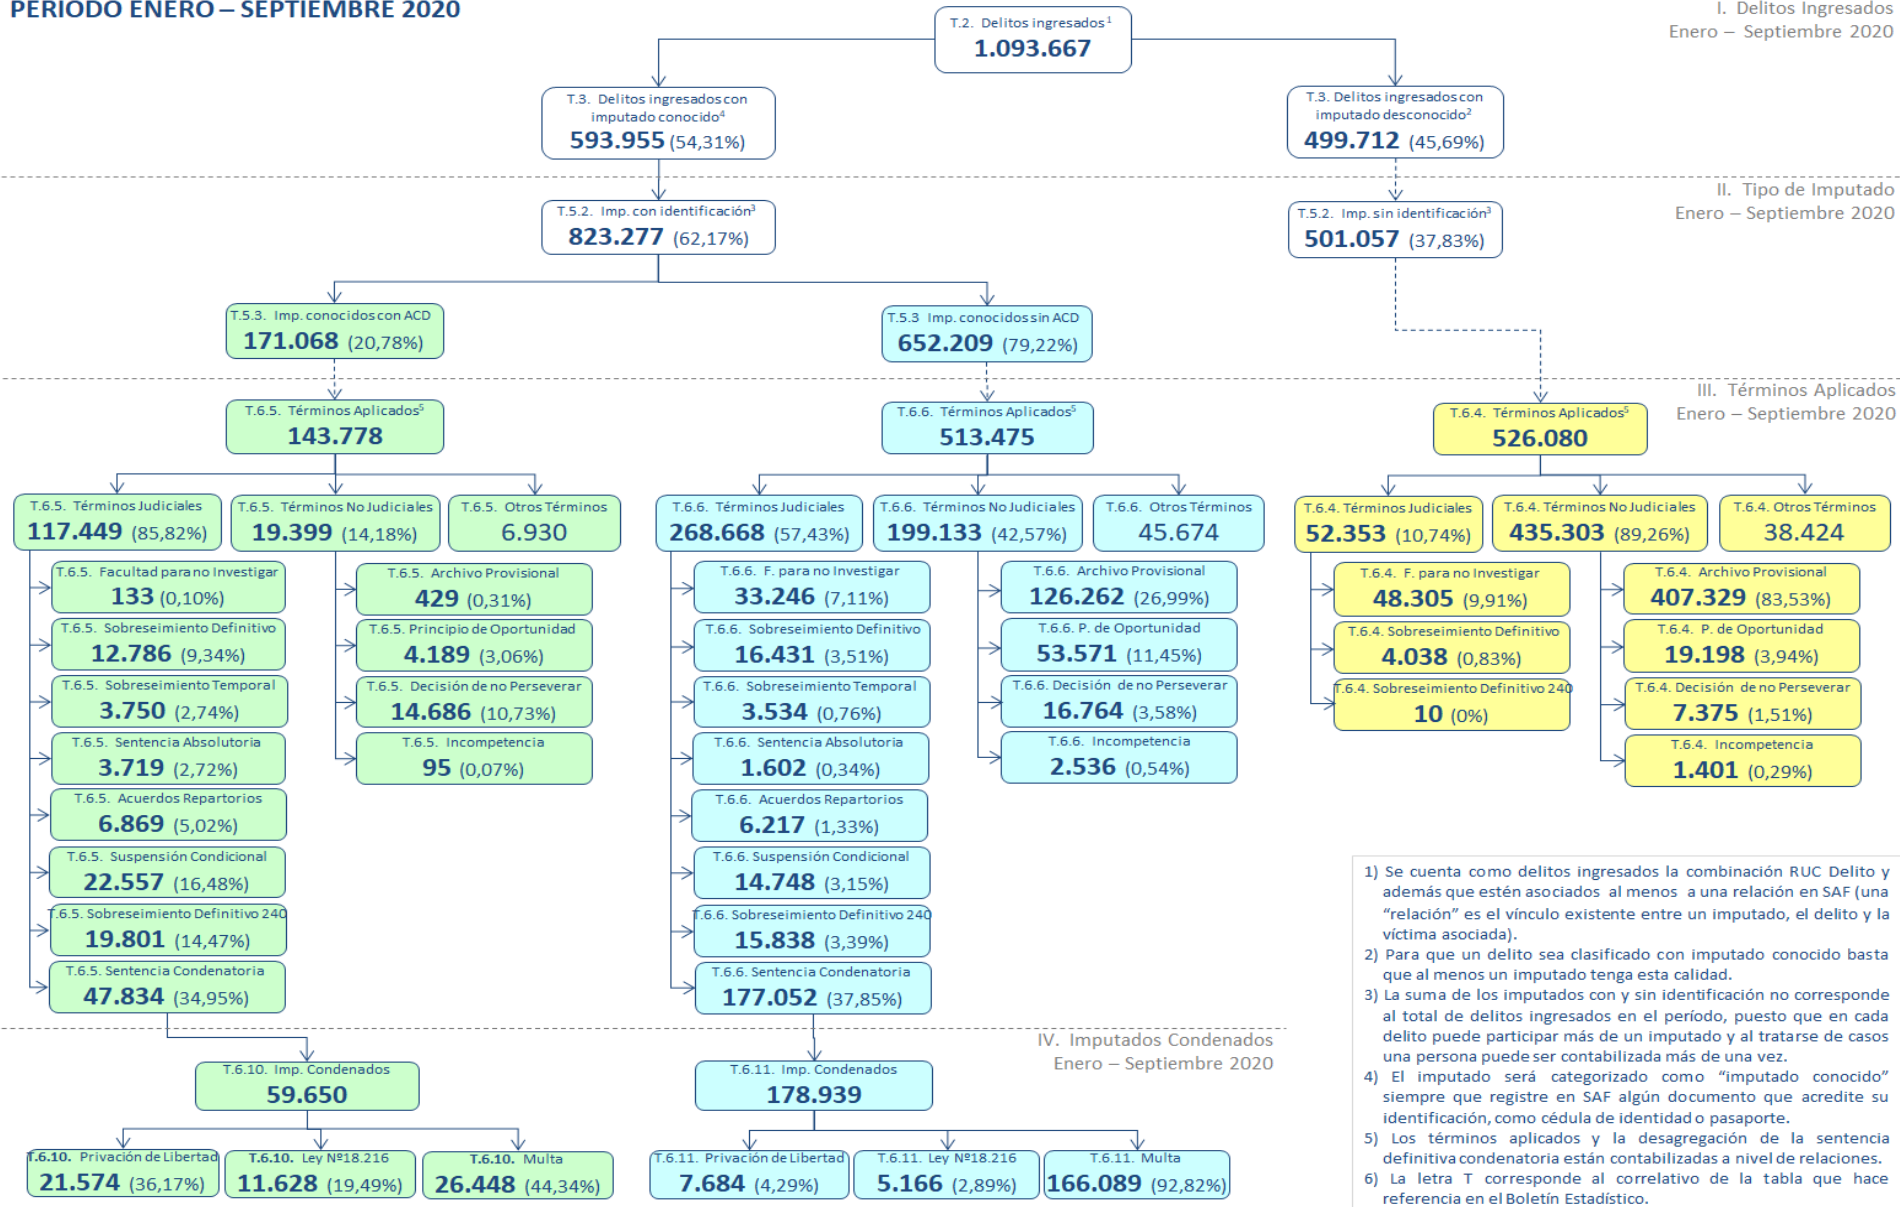 PERIODO ENERO – SEPTIEMBRE 2020
I. Delitos Ingresados
Enero – Septiembre 2020
T.2. Delitos ingresados¹
1.093.667
T.3. Delitos ingresados con
imputado conocido⁴
593.955 (54,31%)
T.3. Delitos ingresados con
imputado desconocido²
499.712 (45,69%)
II. Tipo de Imputado
Enero – Septiembre 2020
T.5.2. Imp. con identificación³
823.277 (62,17%)
T.5.2. Imp. sin identificación³
501.057 (37,83%)
T.5.3. Imp. conocidos con ACD
171.068 (20,78%)
T.5.3 Imp. conocidos sin ACD
652.209 (79,22%)
III. Términos Aplicados
Enero – Septiembre 2020
T.6.5. Términos Aplicados⁵
143.778
T.6.6. Términos Aplicados⁵
513.475
T.6.4. Términos Aplicados⁵
526.080
T.6.5. Términos Judiciales
117.449 (85,82%)
T.6.5. Términos No Judiciales
19.399 (14,18%)
T.6.5. Otros Términos
6.930
T.6.6. Términos Judiciales
268.668 (57,43%)
T.6.6. Términos No Judiciales
199.133 (42,57%)
T.6.6. Otros Términos
45.674
T.6.4. Términos Judiciales
52.353 (10,74%)
T.6.4. Términos No Judiciales
435.303 (89,26%)
T.6.4. Otros Términos
38.424
T.6.5. Facultad para no Investigar
133 (0,10%)
T.6.5. Sobreseimiento Definitivo
12.786 (9,34%)
T.6.5. Sobreseimiento Temporal
3.750 (2,74%)
T.6.5. Sentencia Absolutoria
3.719 (2,72%)
T.6.5. Acuerdos Repartorios
6.869 (5,02%)
T.6.5. Suspensión Condicional
22.557 (16,48%)
T.6.5. Sobreseimiento Definitivo 240
19.801 (14,47%)
T.6.5. Sentencia Condenatoria
47.834 (34,95%)
T.6.5. Archivo Provisional
429 (0,31%)
T.6.5. Principio de Oportunidad
4.189 (3,06%)
T.6.5. Decisión de no Perseverar
14.686 (10,73%)
T.6.5. Incompetencia
95 (0,07%)
T.6.6. F. para no Investigar
33.246 (7,11%)
T.6.6. Sobreseimiento Definitivo
16.431 (3,51%)
T.6.6. Sobreseimiento Temporal
3.534 (0,76%)
T.6.6. Sentencia Absolutoria
1.602 (0,34%)
T.6.6. Acuerdos Repartorios
6.217 (1,33%)
T.6.6. Suspensión Condicional
14.748 (3,15%)
T.6.6. Sobreseimiento Definitivo 240
15.838 (3,39%)
T.6.6. Sentencia Condenatoria
177.052 (37,85%)
T.6.6. Archivo Provisional
126.262 (26,99%)
T.6.6. P. de Oportunidad
53.571 (11,45%)
T.6.6. Decisión de no Perseverar
16.764 (3,58%)
T.6.6. Incompetencia
2.536 (0,54%)
T.6.4. F. para no Investigar
48.305 (9,91%)
T.6.4. Sobreseimiento Definitivo
4.038 (0,83%)
T.6.4. Sobreseimiento Definitivo 240
10 (0%)
T.6.4. Archivo Provisional
407.329 (83,53%)
T.6.4. P. de Oportunidad
19.198 (3,94%)
T.6.4. Decisión de no Perseverar
7.375 (1,51%)
T.6.4. Incompetencia
1.401 (0,29%)
IV. Imputados Condenados
Enero – Septiembre 2020
T.6.10. Imp. Condenados
59.650
T.6.11. Imp. Condenados
178.939
T.6.10. Privación de Libertad
21.574 (36,17%)
T.6.10. Ley Nº18.216
11.628 (19,49%)
T.6.10. Multa
26.448 (44,34%)
T.6.11. Privación de Libertad
7.684 (4,29%)
T.6.11. Ley Nº18.216
5.166 (2,89%)
T.6.11. Multa
166.089 (92,82%)
1) Se cuenta como delitos ingresados la combinación RUC Delito y
además que estén asociados al menos a una relación en SAF (una
“relación” es el vínculo existente entre un imputado, el delito y la
víctima asociada).
2) Para que un delito sea clasificado con imputado conocido basta
que al menos un imputado tenga esta calidad.
3) La suma de los imputados con y sin identificación no corresponde
al total de delitos ingresados en el período, puesto que en cada
delito puede participar más de un imputado y al tratarse de casos
una persona puede ser contabilizada más de una vez.
4) El imputado será categorizado como “imputado conocido”
siempre que registre en SAF algún documento que acredite su
identificación, como cédula de identidad o pasaporte.
5) Los términos aplicados y la desagregación de la sentencia
definitiva condenatoria están contabilizadas a nivel de relaciones.
6) La letra T corresponde al correlativo de la tabla que hace
referencia en el Boletín Estadístico.